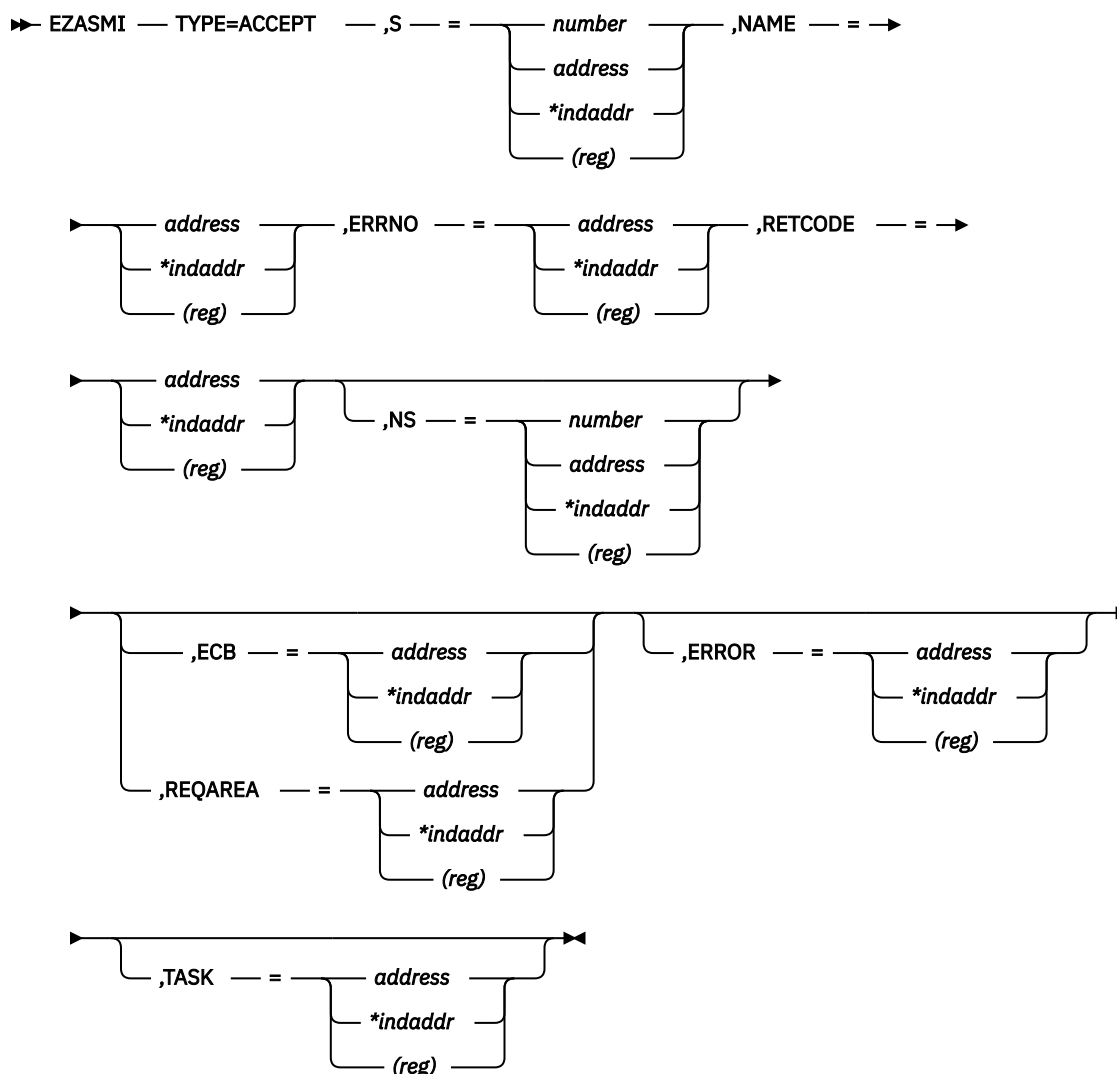 EZASMI TYPE=ACCEPT ,S = number ,NAME =
address
*indaddr
(reg)
address ,ERRNO = address ,RETCODE =
*indaddr *indaddr
(reg) (reg)
address
*indaddr ,NS = number
(reg) address
*indaddr
(reg)
,ECB = address ,ERROR = address
*indaddr *indaddr
(reg) (reg)
,REQAREA = address
*indaddr
(reg)
,TASK = address
*indaddr
(reg)